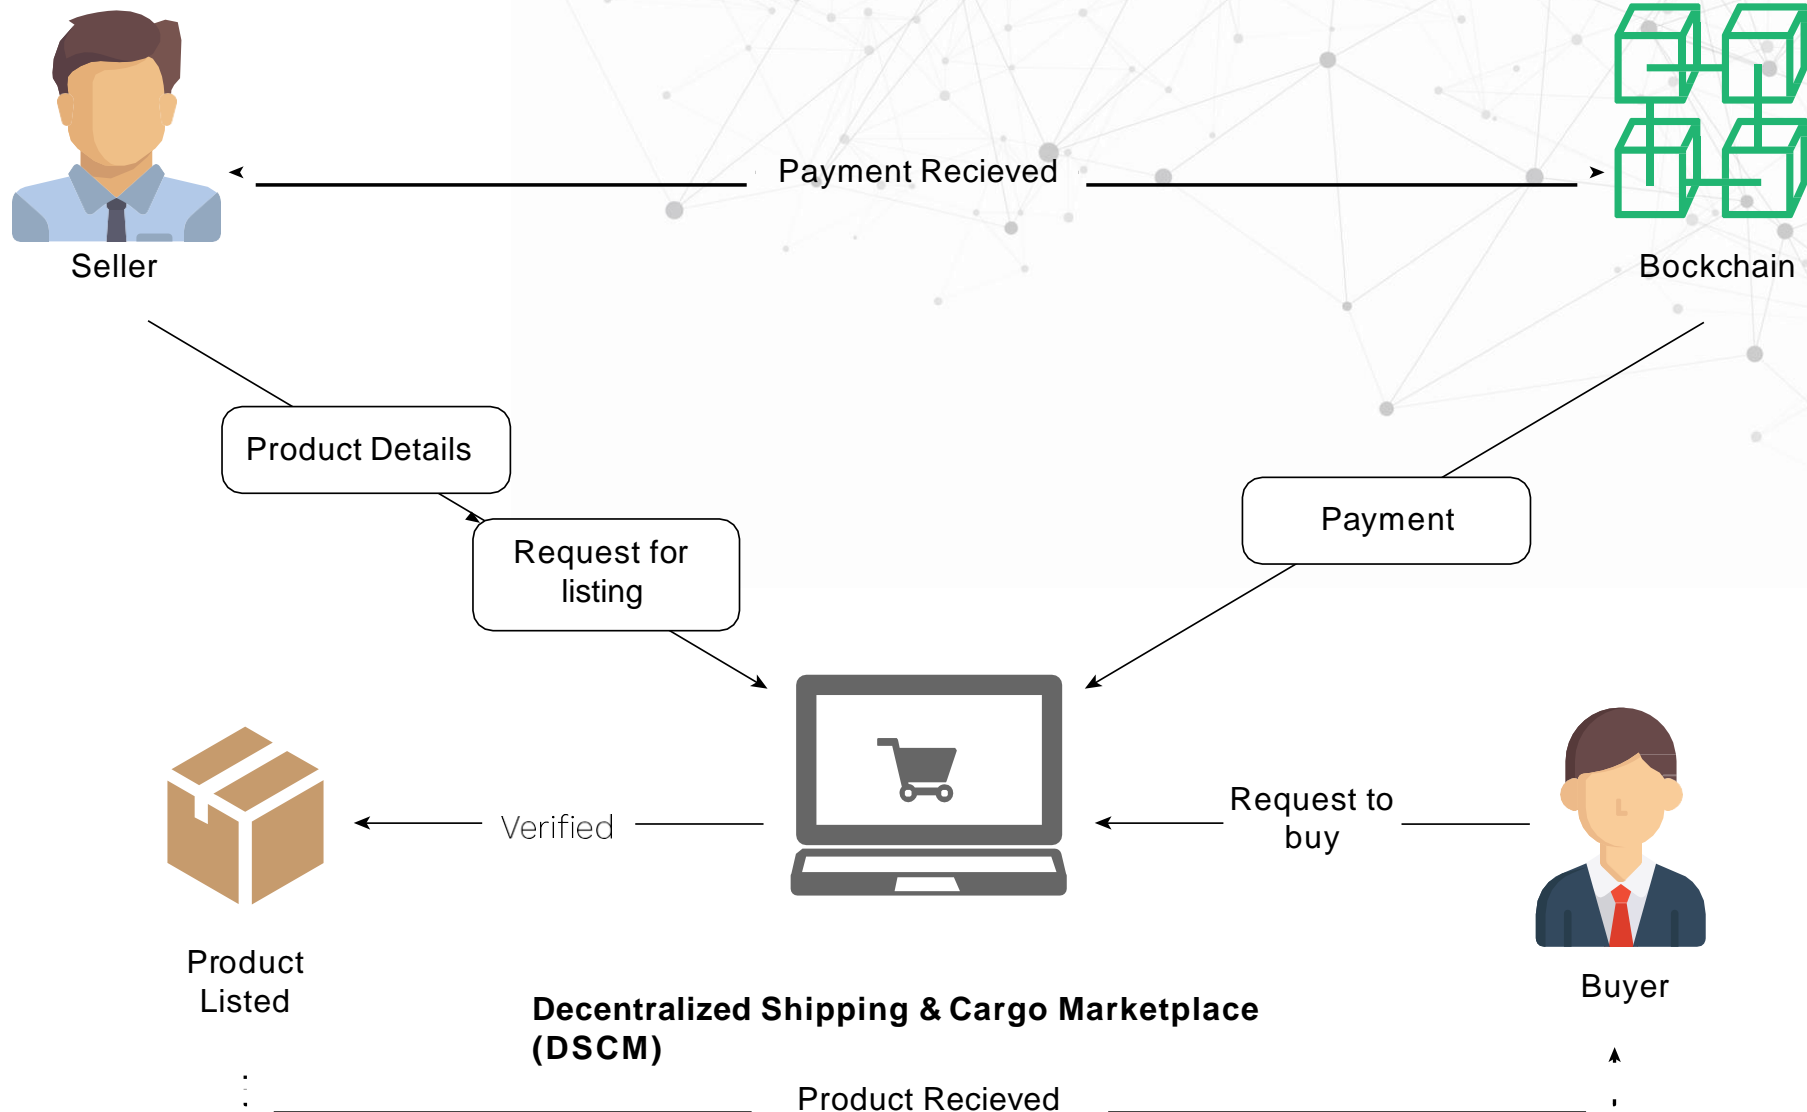 Payment Recieved
Seller
Bockchain
Product Details
Payment
Request for
listing
Request to
buy
Verified
Product
Listed
Buyer
Decentralized Shipping & Cargo Marketplace
(DSCM)
Product Recieved